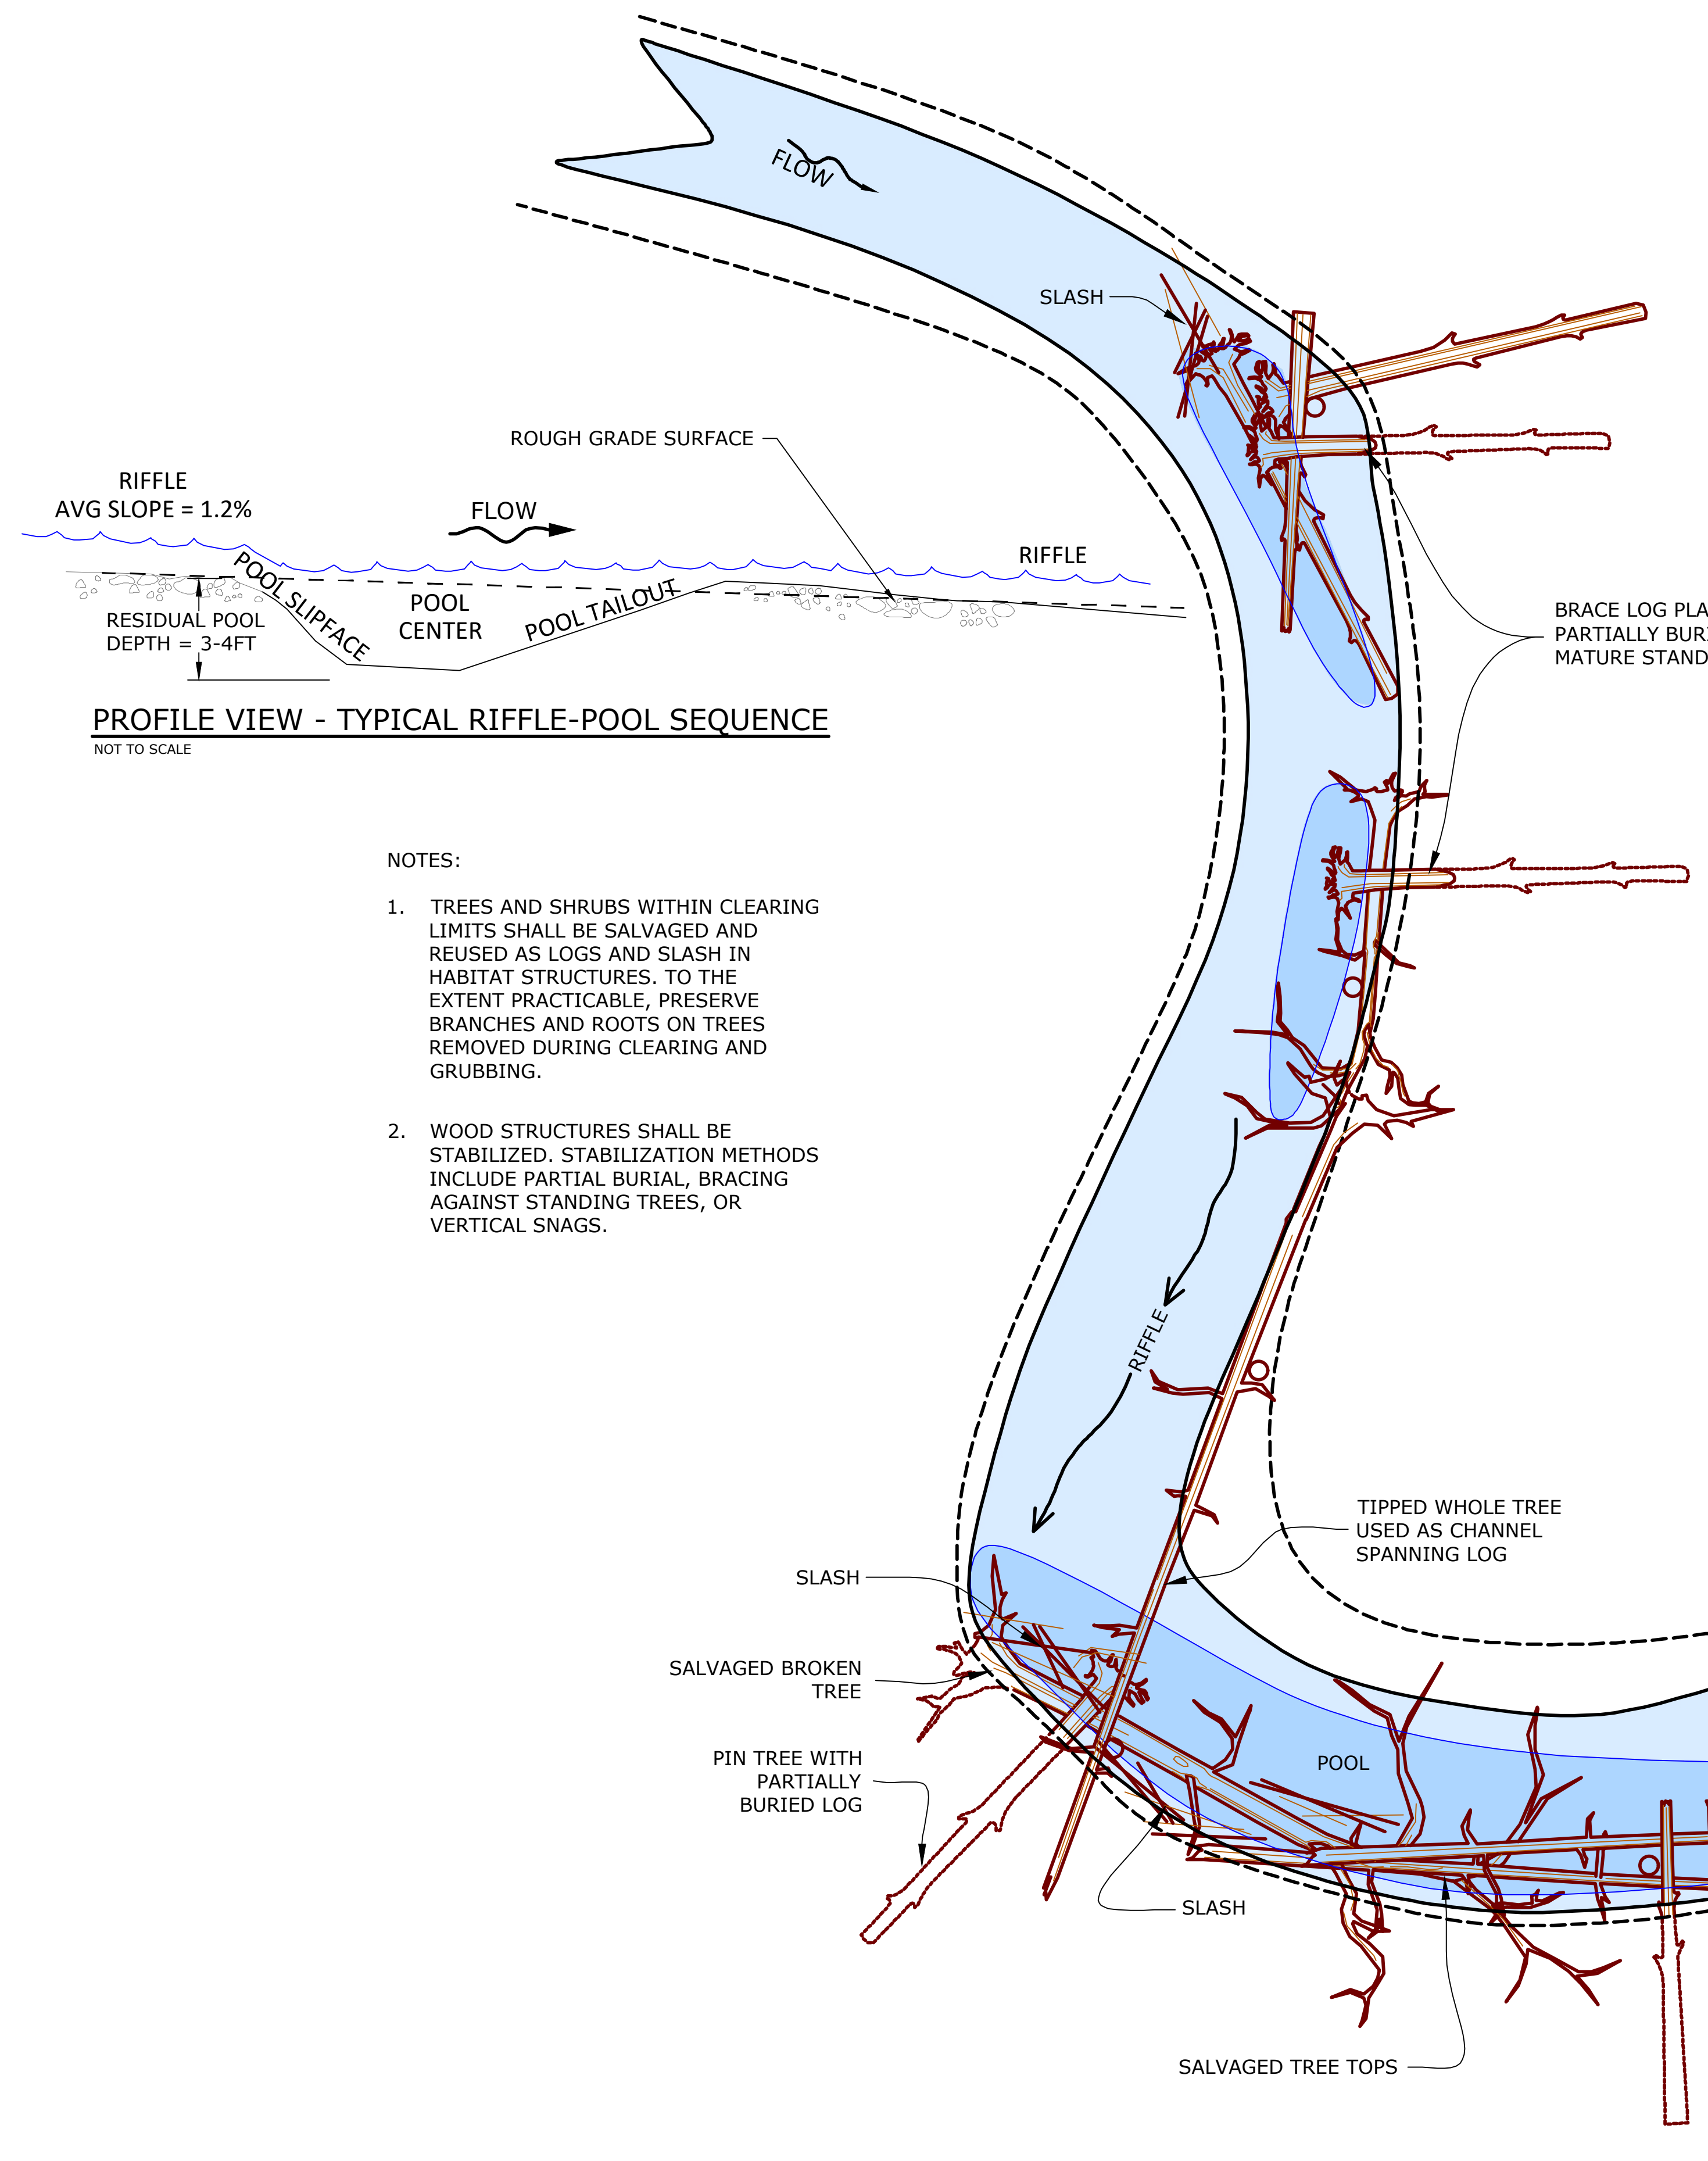 FLOW
SLASH
ROUGH GRADE SURFACE
RIFFLE
AVG SLOPE = 1.2%
FLOW
RIFFLE
POOL SLIPFACE
POOL
CENTER
POOL TAILOUT
RESIDUAL POOL
DEPTH = 3-4FT
PROFILE VIEW - TYPICAL RIFFLE-POOL SEQUENCE
NOT TO SCALE
BRACE LOG PLA
PARTIALLY BURI
MATURE STAND
NOTES:
1. TREES AND SHRUBS WITHIN CLEARING
LIMITS SHALL BE SALVAGED AND
REUSED AS LOGS AND SLASH IN
HABITAT STRUCTURES. TO THE
EXTENT PRACTICABLE, PRESERVE
BRANCHES AND ROOTS ON TREES
REMOVED DURING CLEARING AND
GRUBBING.
2. WOOD STRUCTURES SHALL BE
STABILIZED. STABILIZATION METHODS
INCLUDE PARTIAL BURIAL, BRACING
AGAINST STANDING TREES, OR
VERTICAL SNAGS.
RIFFLE
TIPPED WHOLE TREE
USED AS CHANNEL
SPANNING LOG
SLASH
SALVAGED BROKEN
TREE
PIN TREE WITH
PARTIALLY
BURIED LOG
POOL
SLASH
SALVAGED TREE TOPS